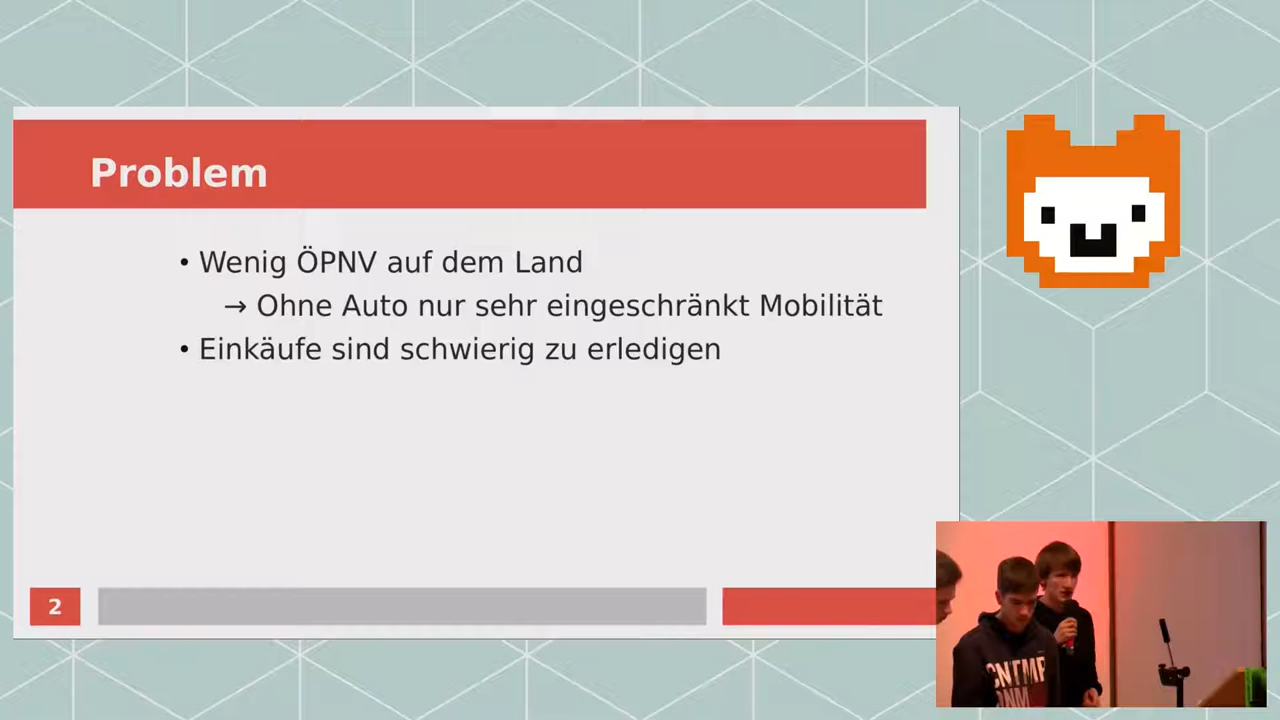 Problem
• Wenig ÖPNV auf dem Land
→ Ohne Auto nur sehr eingeschränkt Mobilität
• Einkäufe sind schwierig zu erledigen
2